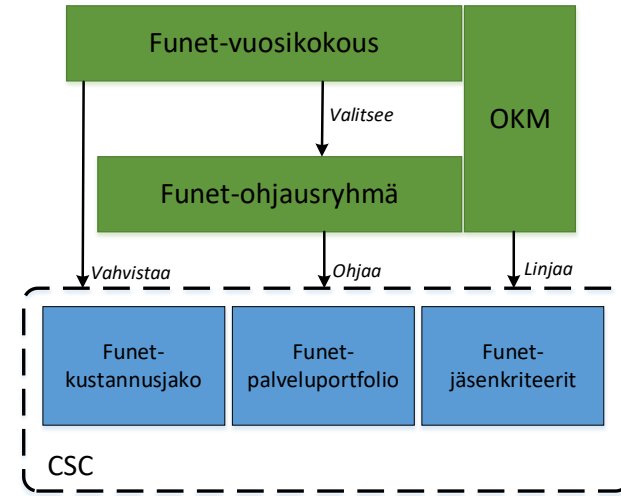 Funet-vuosikokous
OKM
Valitsee
Funet-ohjausryhmä
Vahvistaa
Ohjaa
Linjaa
Funet-
kustannusjako
Funet-
palveluportfolio
Funet-
jäsenkriteerit
CSC